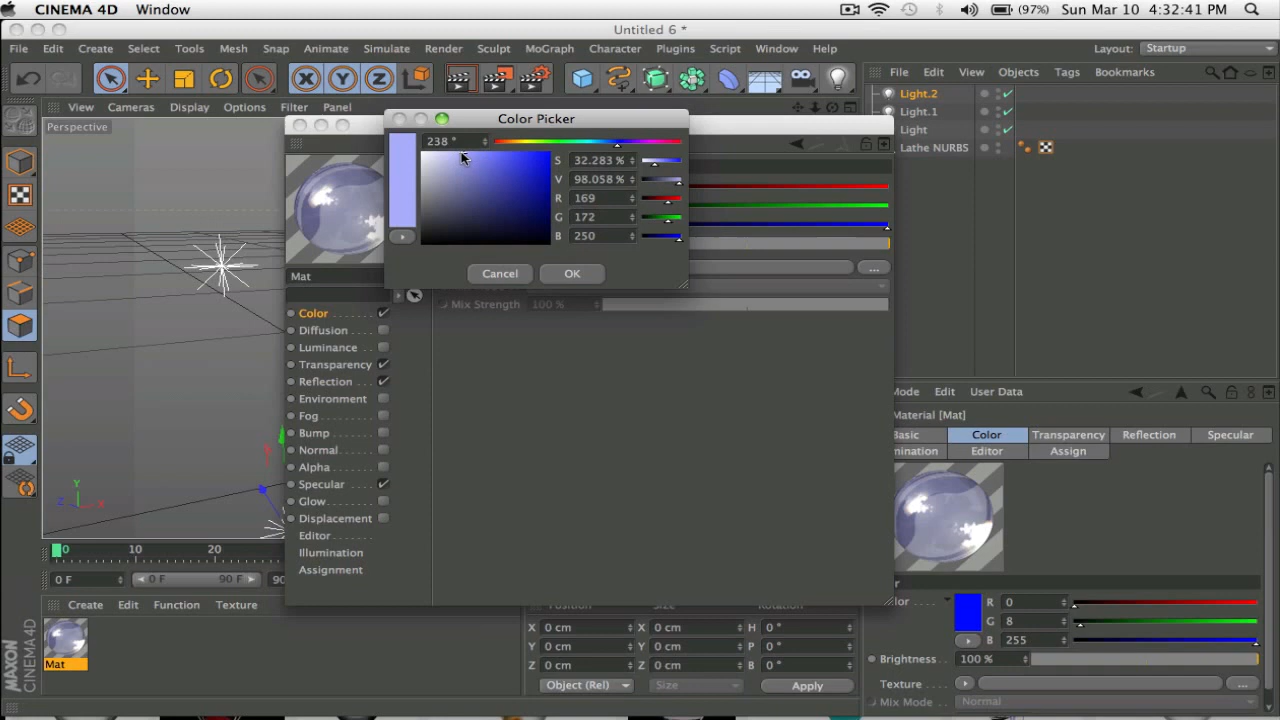 CINEMA 4D Window (97%) Sun Mar 10 4:32:41 PM
Untitled 6 *
File Edit Create Select Tools Mesh Snap Animate Simulate Render Sculpt MoGraph Character Plugins Script Window Help Layout: Startup
X Y Z File Edit View Objects Tags Bookmarks
View Cameras Display Options Filter Panel
Perspective
Color Picker
238 °
S 32.283 %
V 98.058 %
R 169
G 172
B 250
Cancel OK
Mat
Mix Strength 100 %
Color
Diffusion
Luminance
Transparency
Reflection
Environment
Fog
Bump
Normal
Alpha
Specular
Glow
Displacement
Editor
Illumination
Assignment
Y
Z X
0 10 20
0 F 0 F 90 F
Create Edit Function Texture
Mat
MAXON
CINEMA 4D
Position Size Rotation
X 0 cm X 0 cm H 0 °
Y 0 cm Y 0 cm P 0 °
Z 0 cm Z 0 cm B 0 °
Object (Rel) Size Apply
Light.2
Light.1
Light
Lathe NURBS
Mode Edit User Data
Material [Mat]
Basic Color Transparency Reflection Specular
mination Editor Assign
R 0
G 8
B 255
Brightness 100 %
Texture
Mix Mode Normal